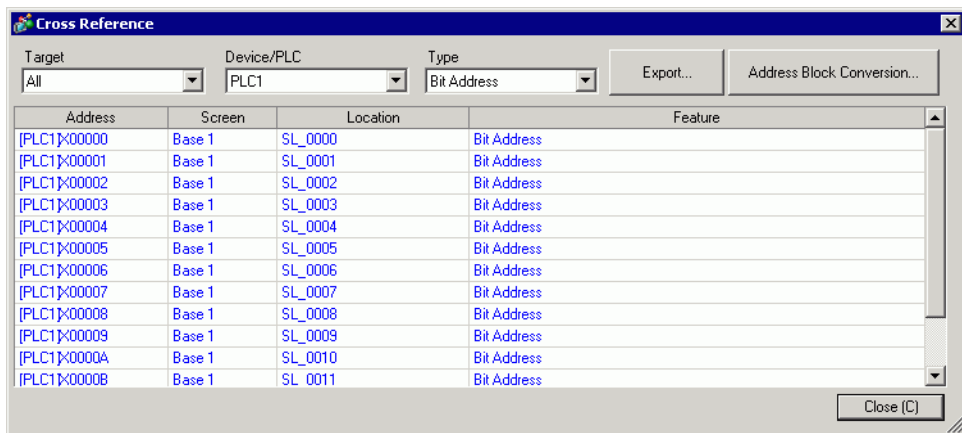 Cross Reference
Target Device/PLC Type
All PLC1 Bit Address Export... Address Block Conversion...
Address Screen Location Feature
[PLC1]X00000 Base 1 SL_0000 Bit Address
[PLC1]X00001 Base 1 SL_0001 Bit Address
[PLC1]X00002 Base 1 SL_0002 Bit Address
[PLC1]X00003 Base 1 SL_0003 Bit Address
[PLC1]X00004 Base 1 SL_0004 Bit Address
[PLC1]X00005 Base 1 SL_0005 Bit Address
[PLC1]X00006 Base 1 SL_0006 Bit Address
[PLC1]X00007 Base 1 SL_0007 Bit Address
[PLC1]X00008 Base 1 SL_0008 Bit Address
[PLC1]X00009 Base 1 SL_0009 Bit Address
[PLC1]X0000A Base 1 SL_0010 Bit Address
[PLC1]X0000B Base 1 SL_0011 Bit Address
Close (C)